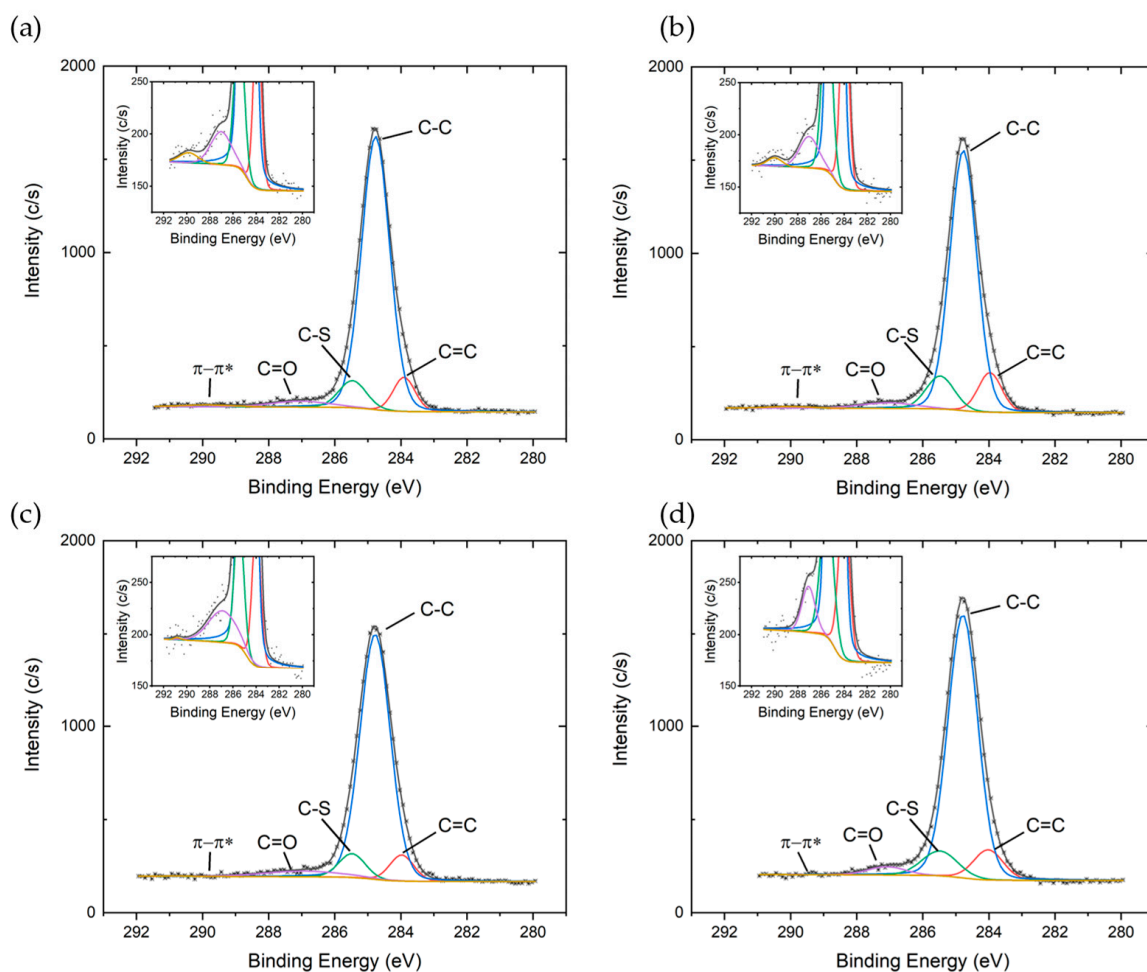 (a)
2000
1000
0
Intensity (c/s)
292 290 288 286 284 282 280
Binding Energy (eV)
C-C
C-S
C=C
C=O
π−π*
250
200
150
Intensity (c/s)
292 290 288 286 284 282 280
Binding Energy (eV)
(b)
2000
1000
0
Intensity (c/s)
292 290 288 286 284 282 280
Binding Energy (eV)
C-C
C-S
C=C
C=O
π−π*
250
200
150
Intensity (c/s)
292 290 288 286 284 282 280
Binding Energy (eV)
(c)
2000
1000
0
Intensity (c/s)
292 290 288 286 284 282 280
Binding Energy (eV)
C-C
C-S
C=C
C=O
π−π*
250
200
150
Intensity (c/s)
292 290 288 286 284 282 280
Binding Energy (eV)
(d)
2000
1000
0
Intensity (c/s)
292 290 288 286 284 282 280
Binding Energy (eV)
C-C
C-S
C=C
C=O
π−π*
250
200
150
Intensity (c/s)
292 290 288 286 284 282 280
Binding Energy (eV)